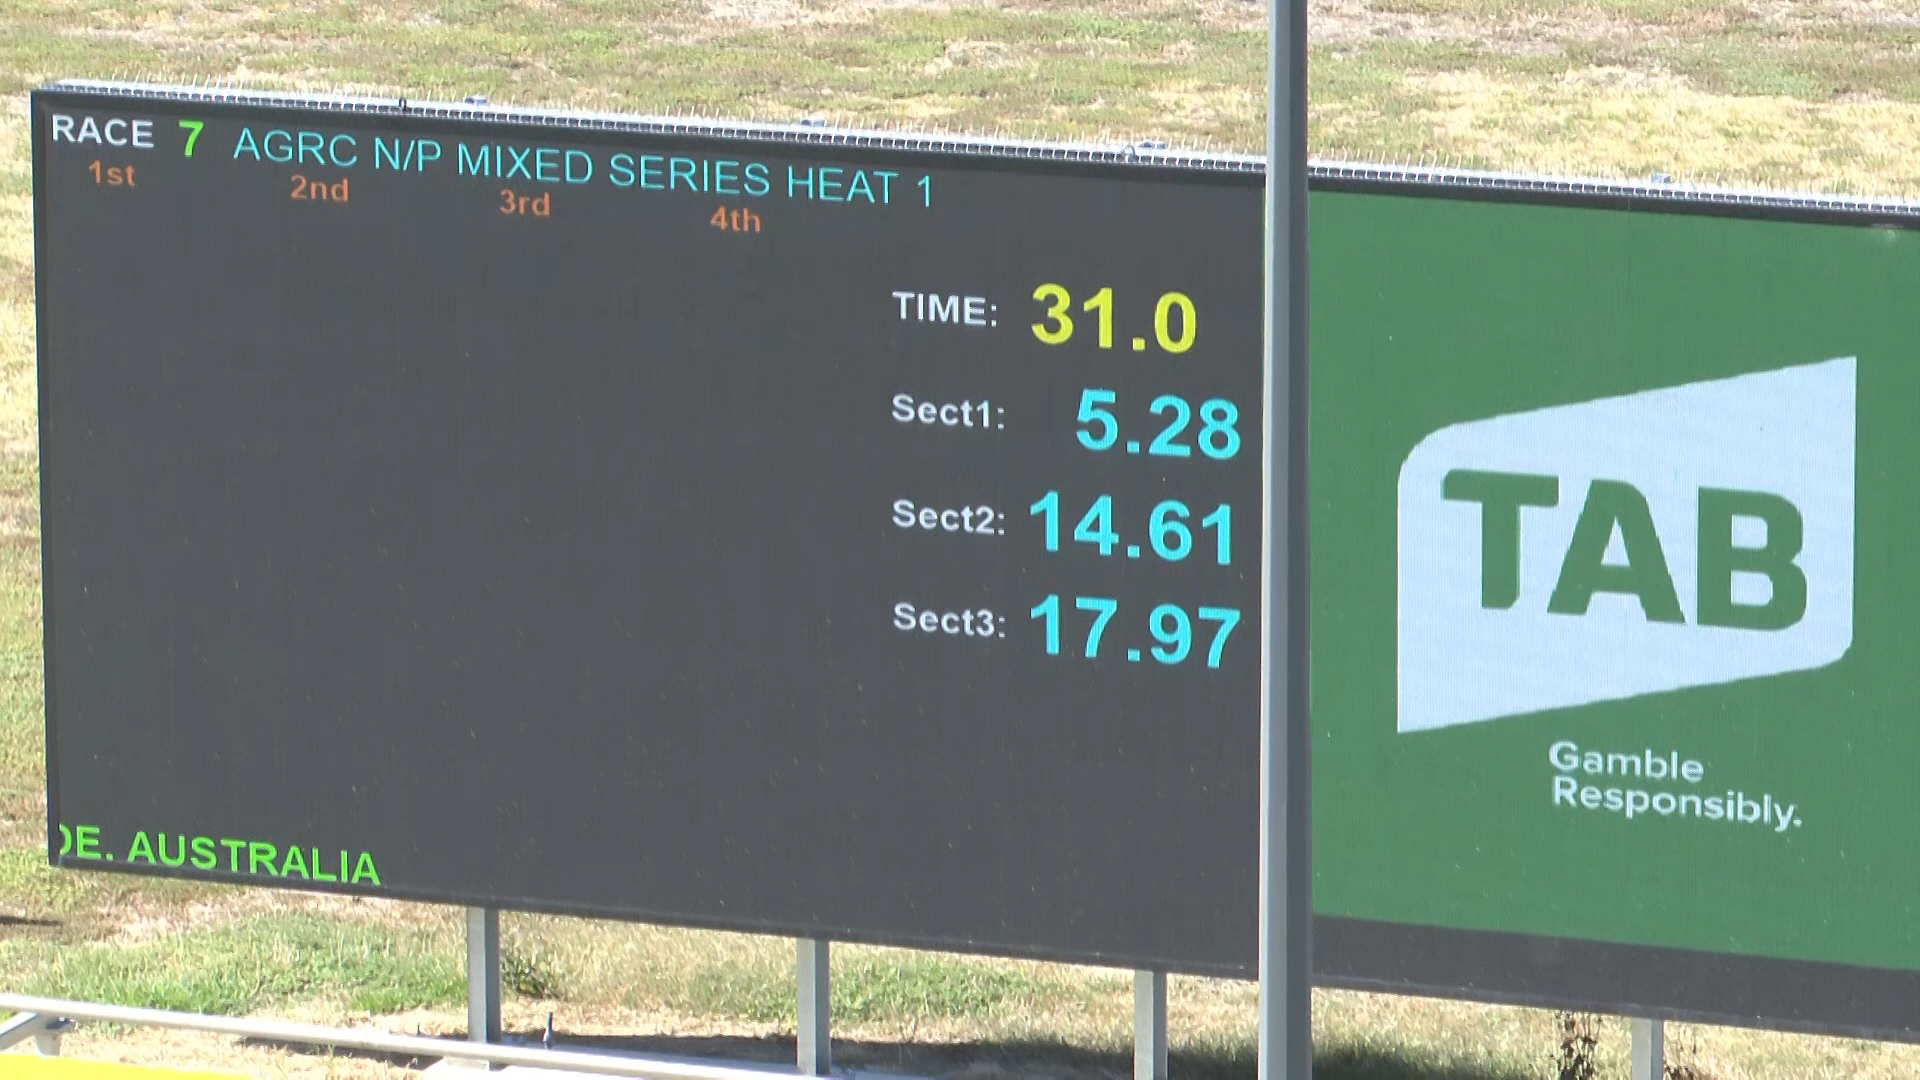 RACE 7 AGRC N/P MIXED SERIES HEAT 1
1st 2nd 3rd 4th
TIME: 31.0
Sect1: 5.28
Sect2: 14.61
Sect3: 17.97
DE. AUSTRALIA
TAB
Gamble
Responsibly.